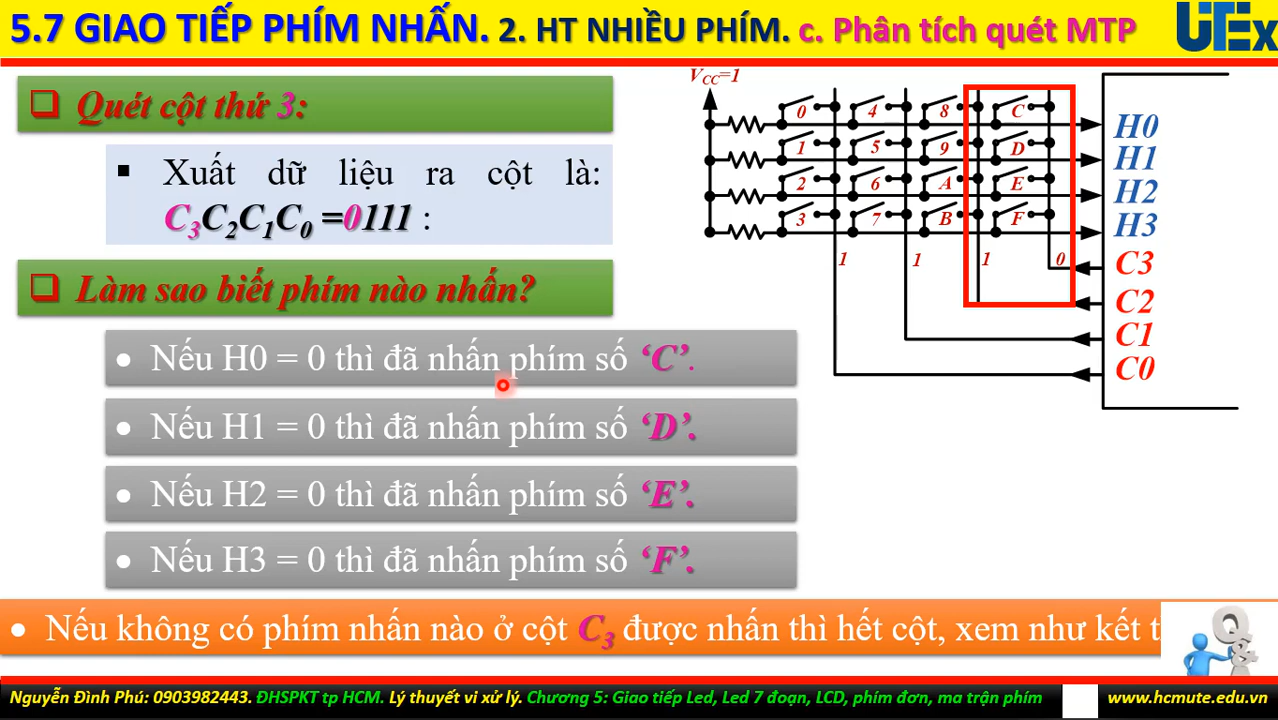 5.7 GIAO TIẾP PHÍM NHẤN. 2. HT NHIỀU PHÍM. c. Phân tích quét MTP
UTEx
Quét cột thứ 3:
Xuất dữ liệu ra cột là:
C3C2C1C0 =0111 :
Làm sao biết phím nào nhấn?
Nếu H0 = 0 thì đã nhấn phím số ‘C’.
Nếu H1 = 0 thì đã nhấn phím số ‘D’.
Nếu H2 = 0 thì đã nhấn phím số ‘E’.
Nếu H3 = 0 thì đã nhấn phím số ‘F’.
VCC=1
0 4 8 C H0
1 5 9 D H1
2 6 A E H2
3 7 B F H3
1 1 1 0 C3
C2
C1
C0
Nếu không có phím nhấn nào ở cột C3 được nhấn thì hết cột, xem như kết t
Q&
Nguyễn Đình Phú: 0903982443. ĐHSPKT tp HCM. Lý thuyết vi xử lý. Chương 5: Giao tiếp Led, Led 7 đoạn, LCD, phím đơn, ma trận phím
www.hcmute.edu.vn